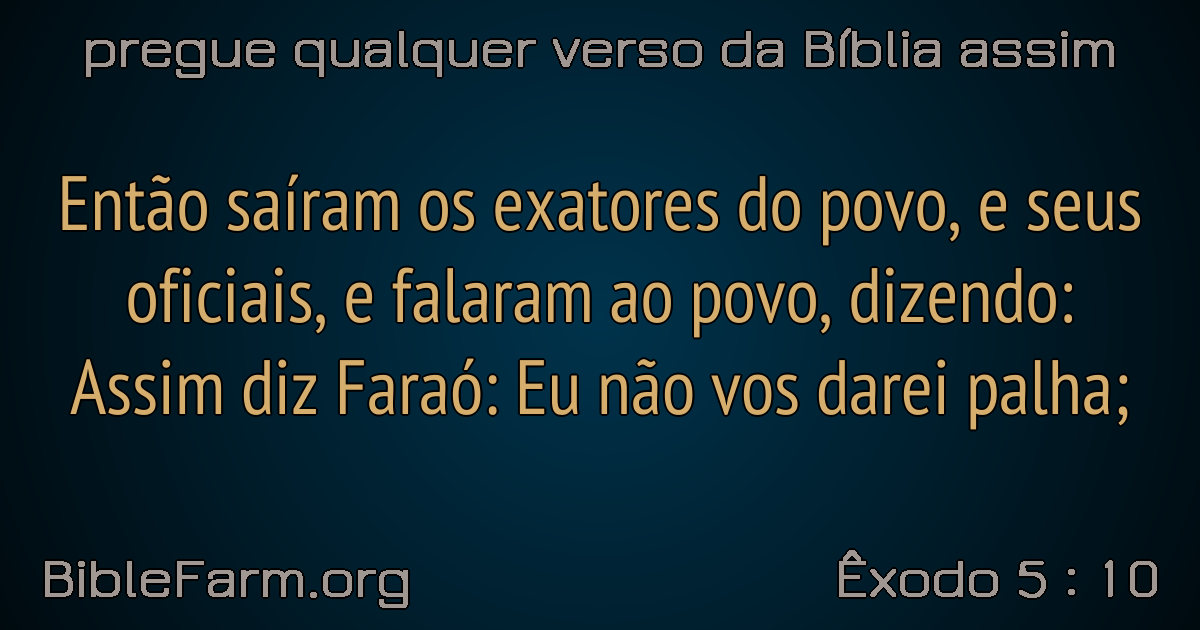 pregue qualquer verso da Bíblia assim
Então saíram os exatores do povo, e seus
oficiais, e falaram ao povo, dizendo:
Assim diz Faraó: Eu não vos darei palha;
BibleFarm.org
Êxodo 5 : 10